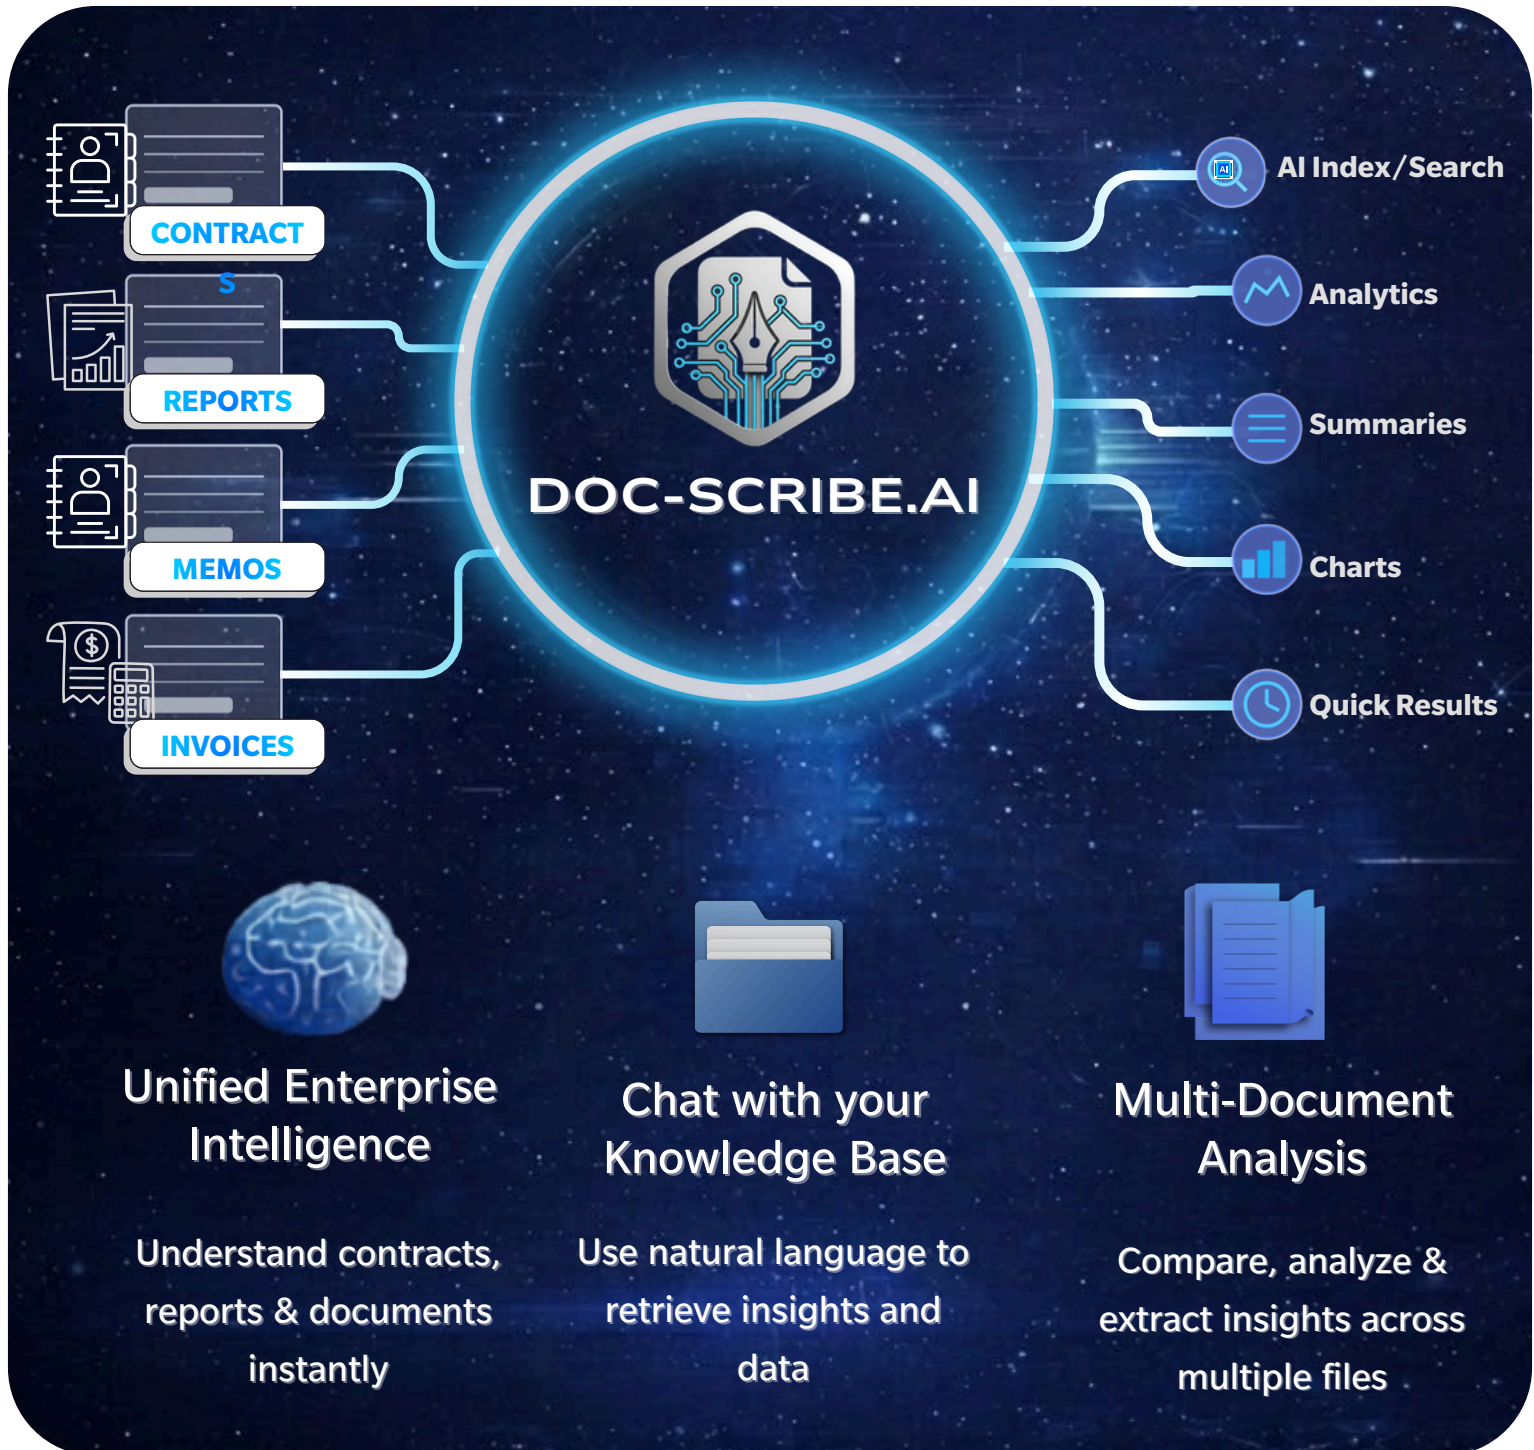 CONTRACT
S
REPORTS
MEMOS
INVOICES
DOC-SCRIBE.AI
AI
AI Index/Search
Analytics
Summaries
Charts
Quick Results
Unified Enterprise
Intelligence
Understand contracts,
reports & documents
instantly
Chat with your
Knowledge Base
Use natural language to
retrieve insights and
data
Multi-Document
Analysis
Compare, analyze &
extract insights across
multiple files